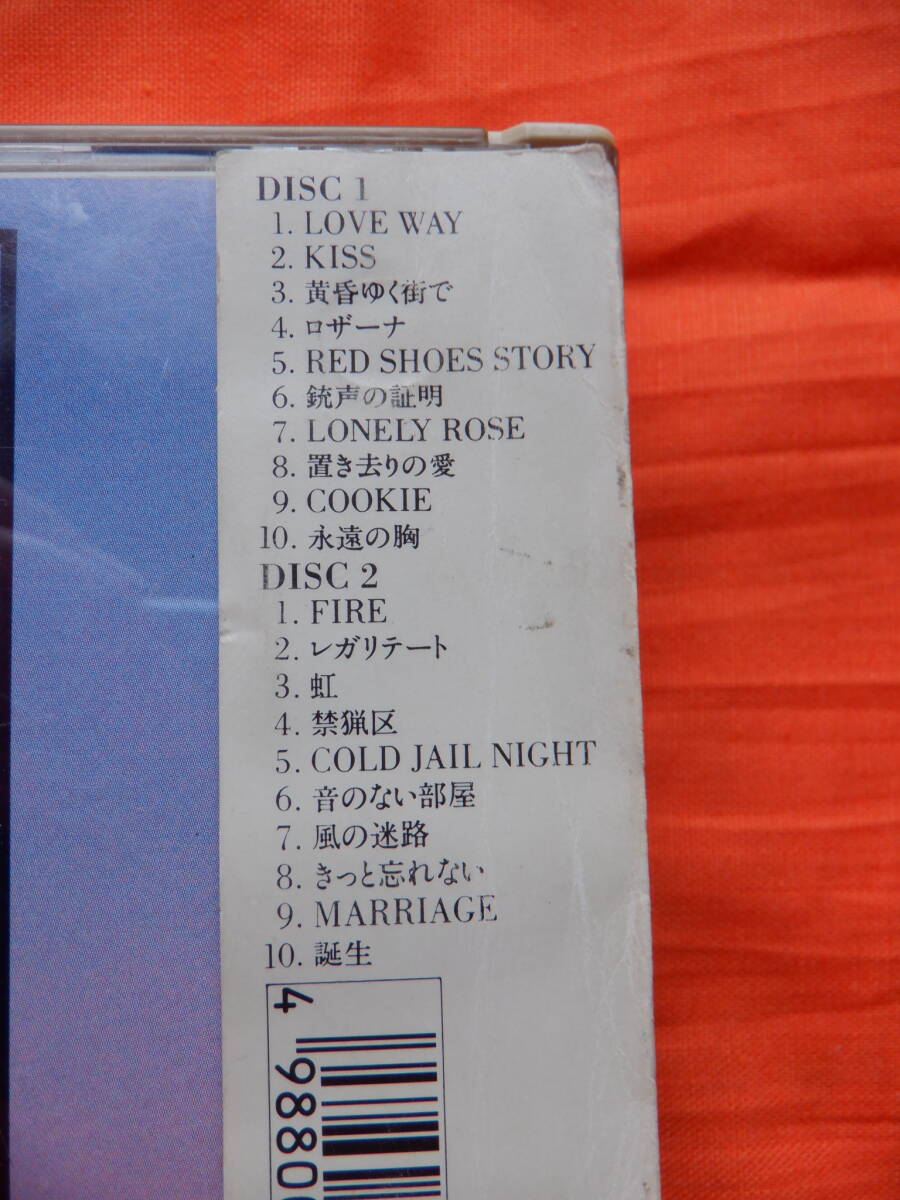 DISC 1
1. LOVE WAY
2. KISS
3. 黄昏ゆく街で
4. ロザーナ
5. RED SHOES STORY
6. 銃声の証明
7. LONELY ROSE
8. 置き去りの愛
9. COOKIE
10. 永遠の胸
DISC 2
1. FIRE
2. レガリテート
3. 虹
4. 禁猟区
5. COLD JAIL NIGHT
6. 音のない部屋
7. 風の迷路
8. きっと忘れない
9. MARRIAGE
10. 誕生
4 9880